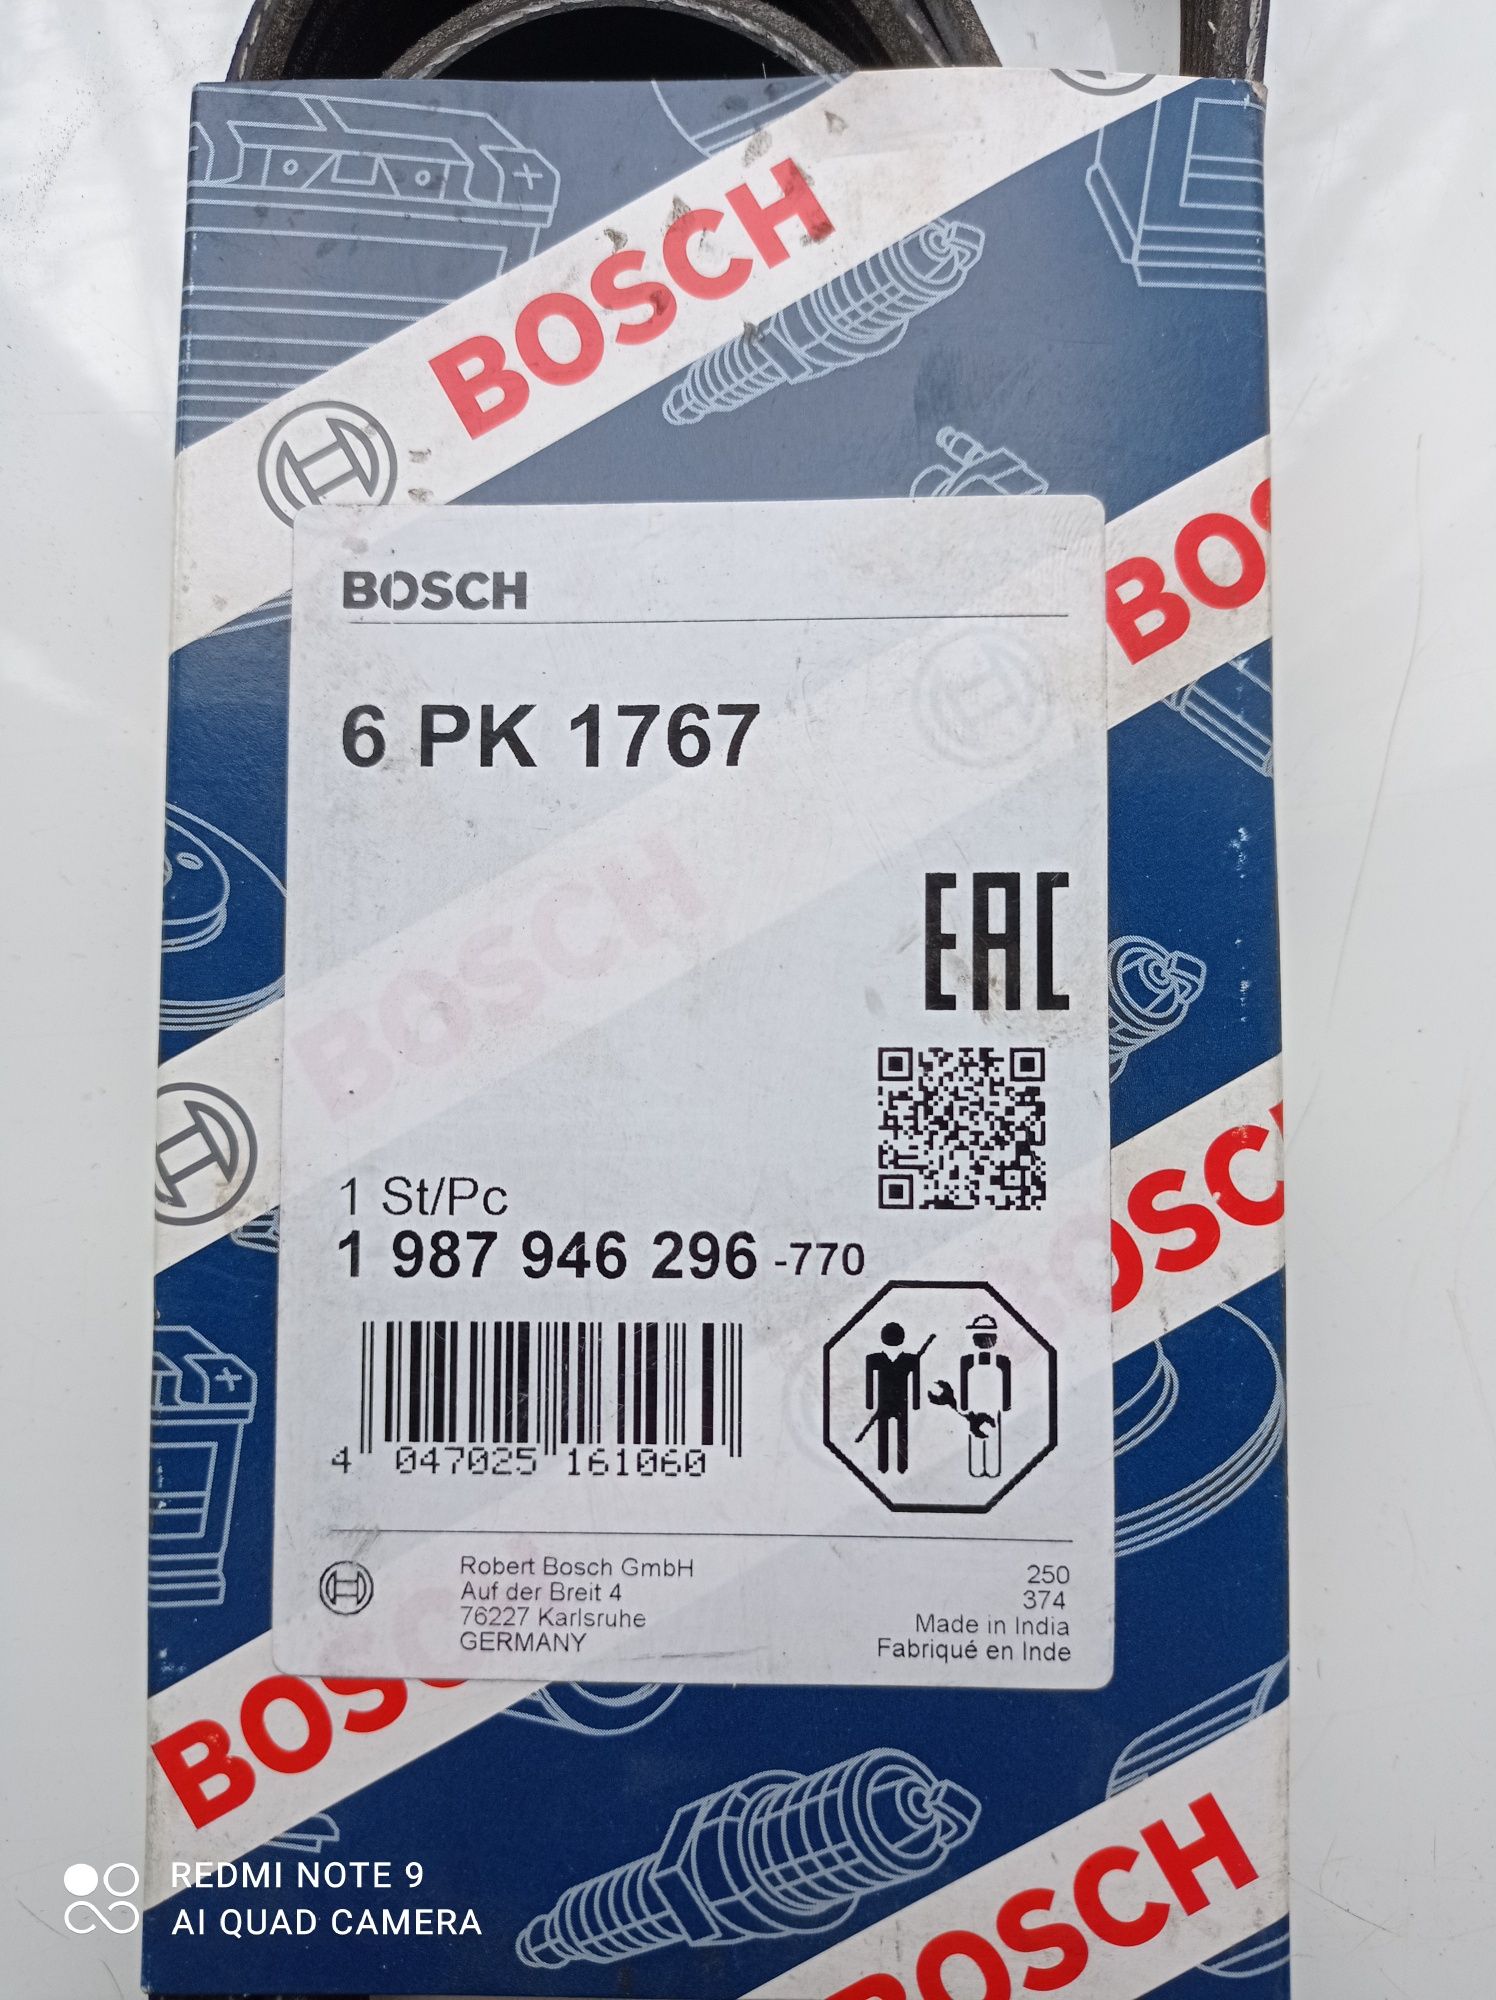 BOSCH
BOSCH
BOSCH
6 PK 1767
BOSCH
EAC
1 St/Pc
1 987 946 296 -770
BOSCH
4 047025 161060
Robert Bosch GmbH
Auf der Breit 4
76227 Karlsruhe
GERMANY
250
374
Made in India
Fabriqué en Inde
BOSCH
BOSCH
REDMI NOTE 9
AI QUAD CAMERA